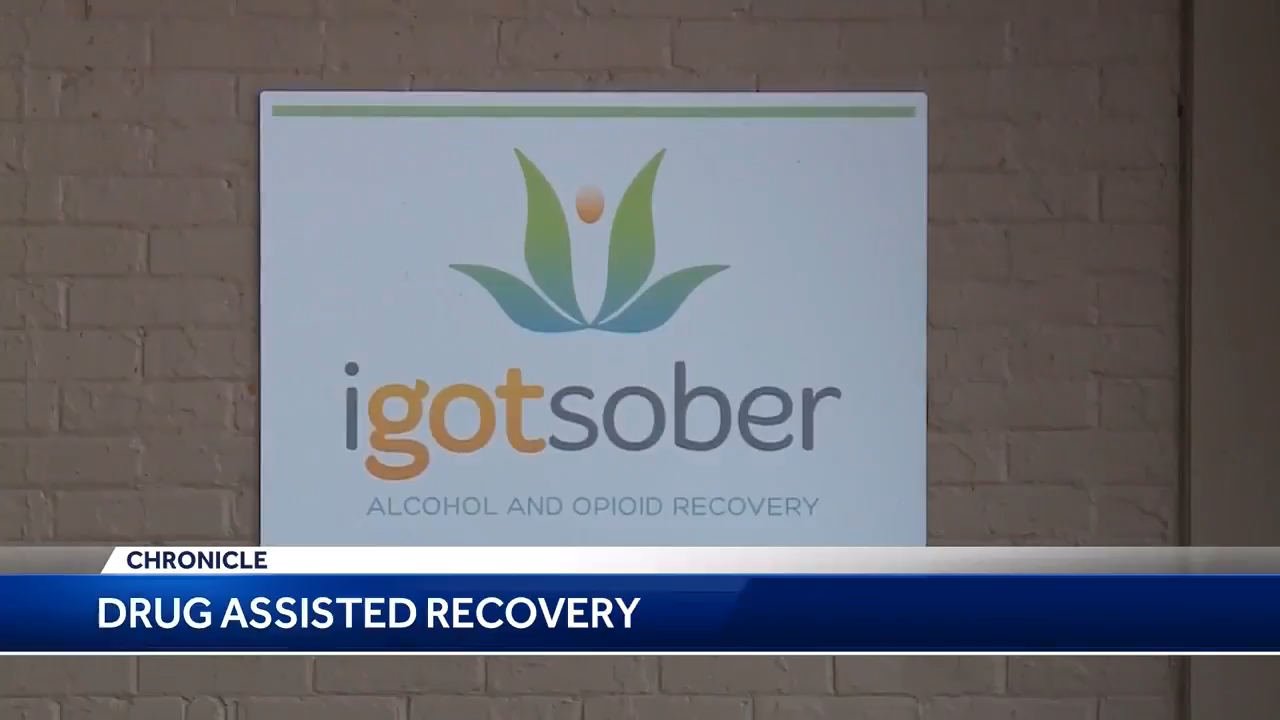 igotsober
ALCOHOL AND OPIOID RECOVERY
CHRONICLE
DRUG ASSISTED RECOVERY